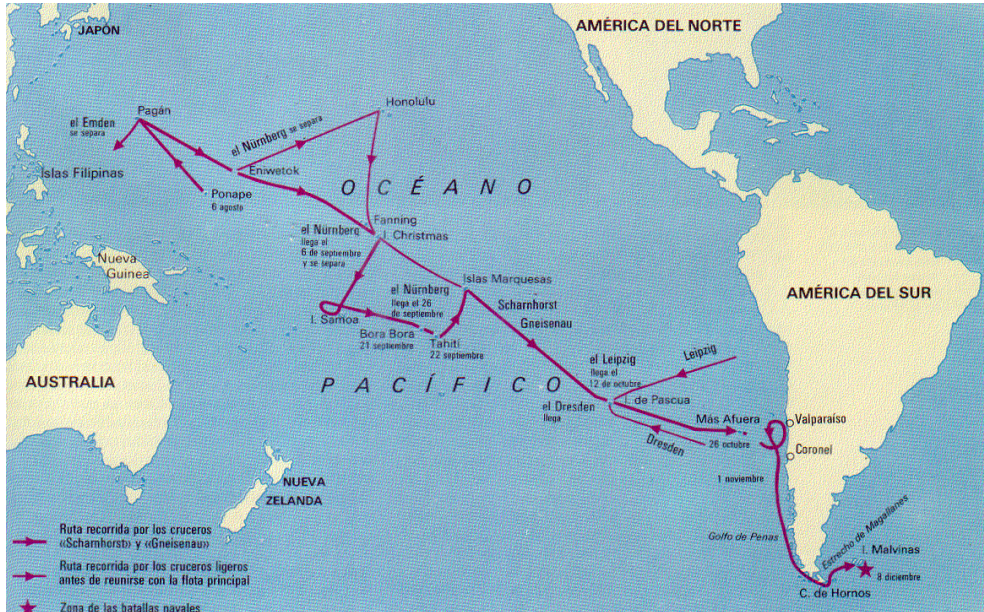 JAPÓN
AMÉRICA DEL NORTE
Pagán
Honolulu
el Emden
se separa
el Nürnberg se separa
Islas Filipinas
Eniwetok
Ponape
6 agosto
OCÉANO
Fanning
I. Christmas
el Nürnberg
llega el
6 de septiembre
y se separa
Nueva
Guinea
Islas Marquesas
el Nürnberg
llega el 26
de septiembre
AMÉRICA DEL SUR
Scharnhorst
Gneisenau
I. Samoa
Bora Bora
21 septiembre
Tahití
22 septiembre
Leipzig
el Leipzig
llega el
12 de octubre
AUSTRALIA
PACÍFICO
I. de Pascua
el Dresden
llega
Más Afuera
Valparaíso
Dresden
26 octubre
Coronel
1 noviembre
NUEVA
ZELANDA
Golfo de Penas
Estrecho de Magallanes
I. Malvinas
8 diciembre
C. de Hornos
Ruta recorrida por los cruceros
«Scharnhorst» y «Gneisenau»
Ruta recorrida por los cruceros ligeros
antes de reunirse con la flota principal
Zona de las batallas navales